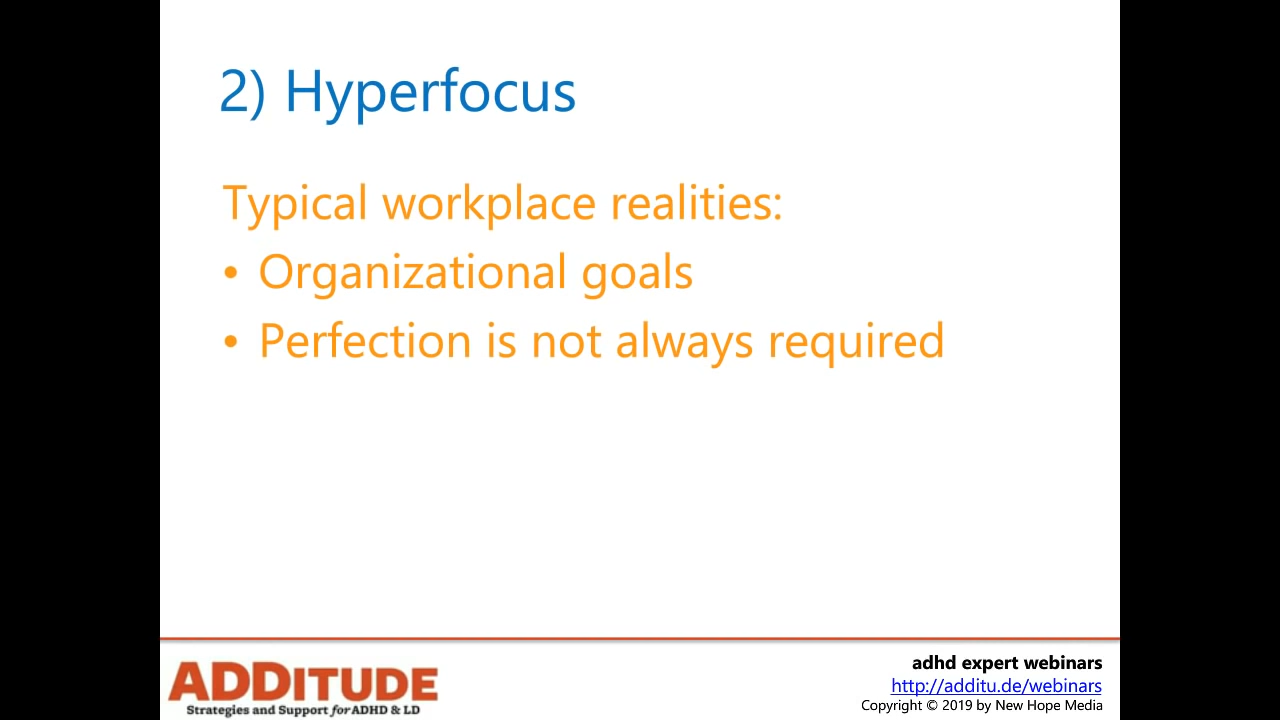 2) Hyperfocus
Typical workplace realities:
• Organizational goals
• Perfection is not always required
ADDITUDE
Strategies and Support for ADHD & LD
adhd expert webinars
http://additu.de/webinars
Copyright © 2019 by New Hope Media